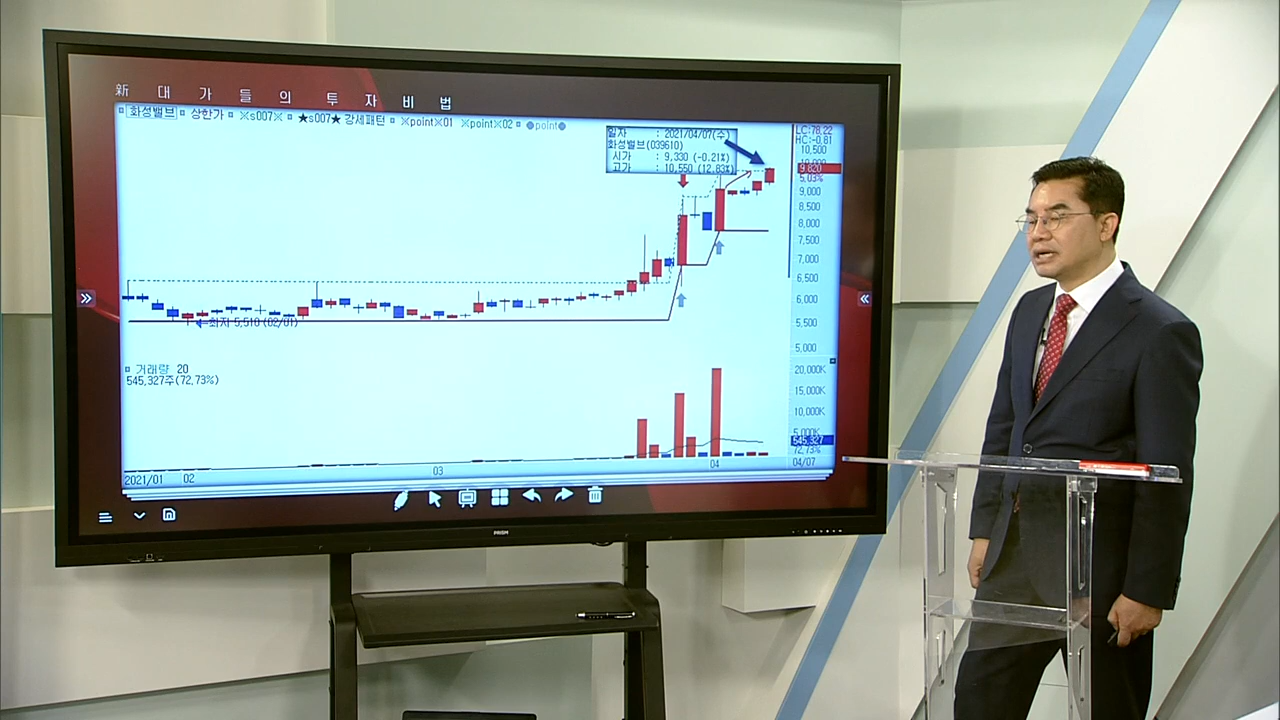 新 대 가 들 의 투 자 비 법
화성밸브 상한가 ※s007※ ★s007★ 강세패턴 ※point※01 ※point※02 ●point●
일자 : 2021/04/07(수)
화성밸브(039610)
시가 : 9,330 (-0.21%)
고가 : 10,550 (12.83%)
LC:78.22
HC:-0.81
10,500
9,820
5.03%
9,000
8,500
8,000
7,500
7,000
6,500
6,000
5,500
5,000
최저 5,510 (02/01)
거래량 20
545,327주(72,73%)
20,000K
15,000K
10,000K
5,000K
545,327
72,73%
2021/01 02 03 04 04/07
PRISM